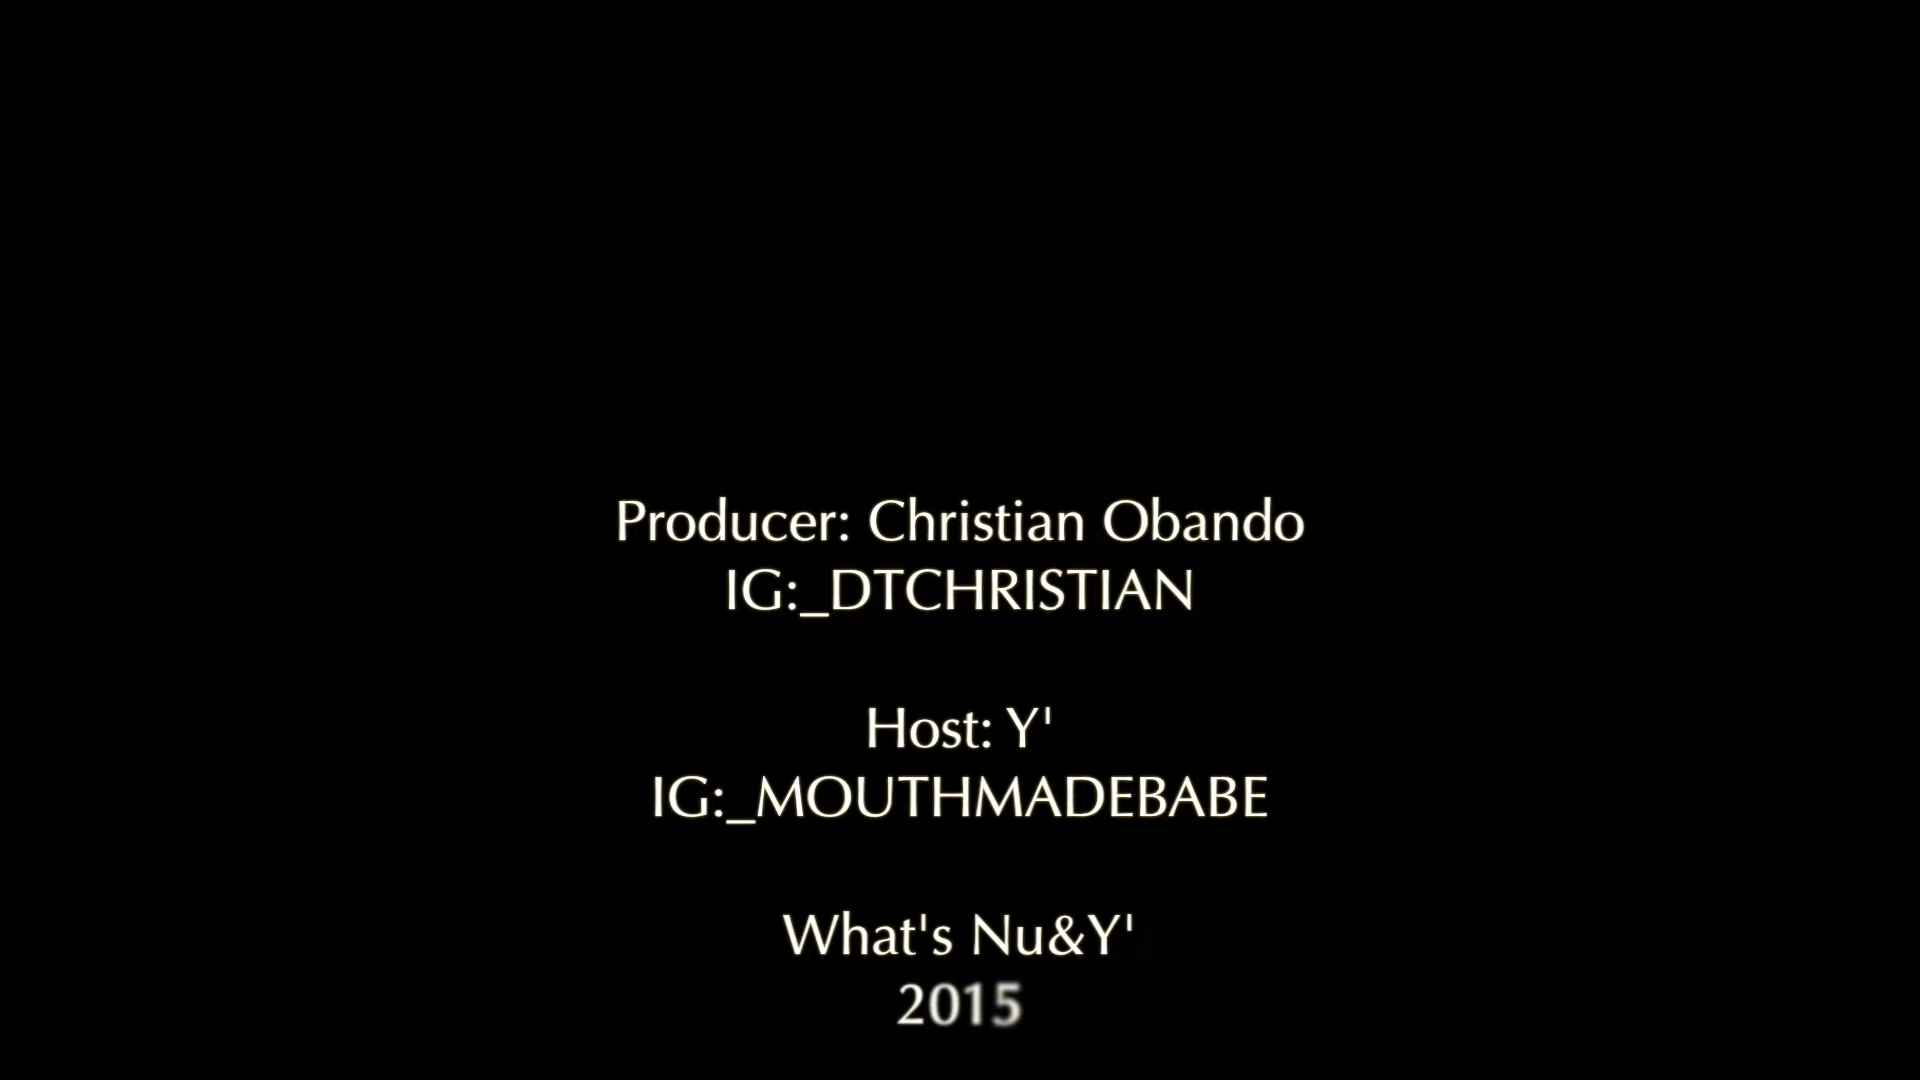 Producer: Christian Obando
IG:_DTCHRISTIAN
Host: Y'
IG:_MOUTHMADEBABE
What's Nu&Y'
2015